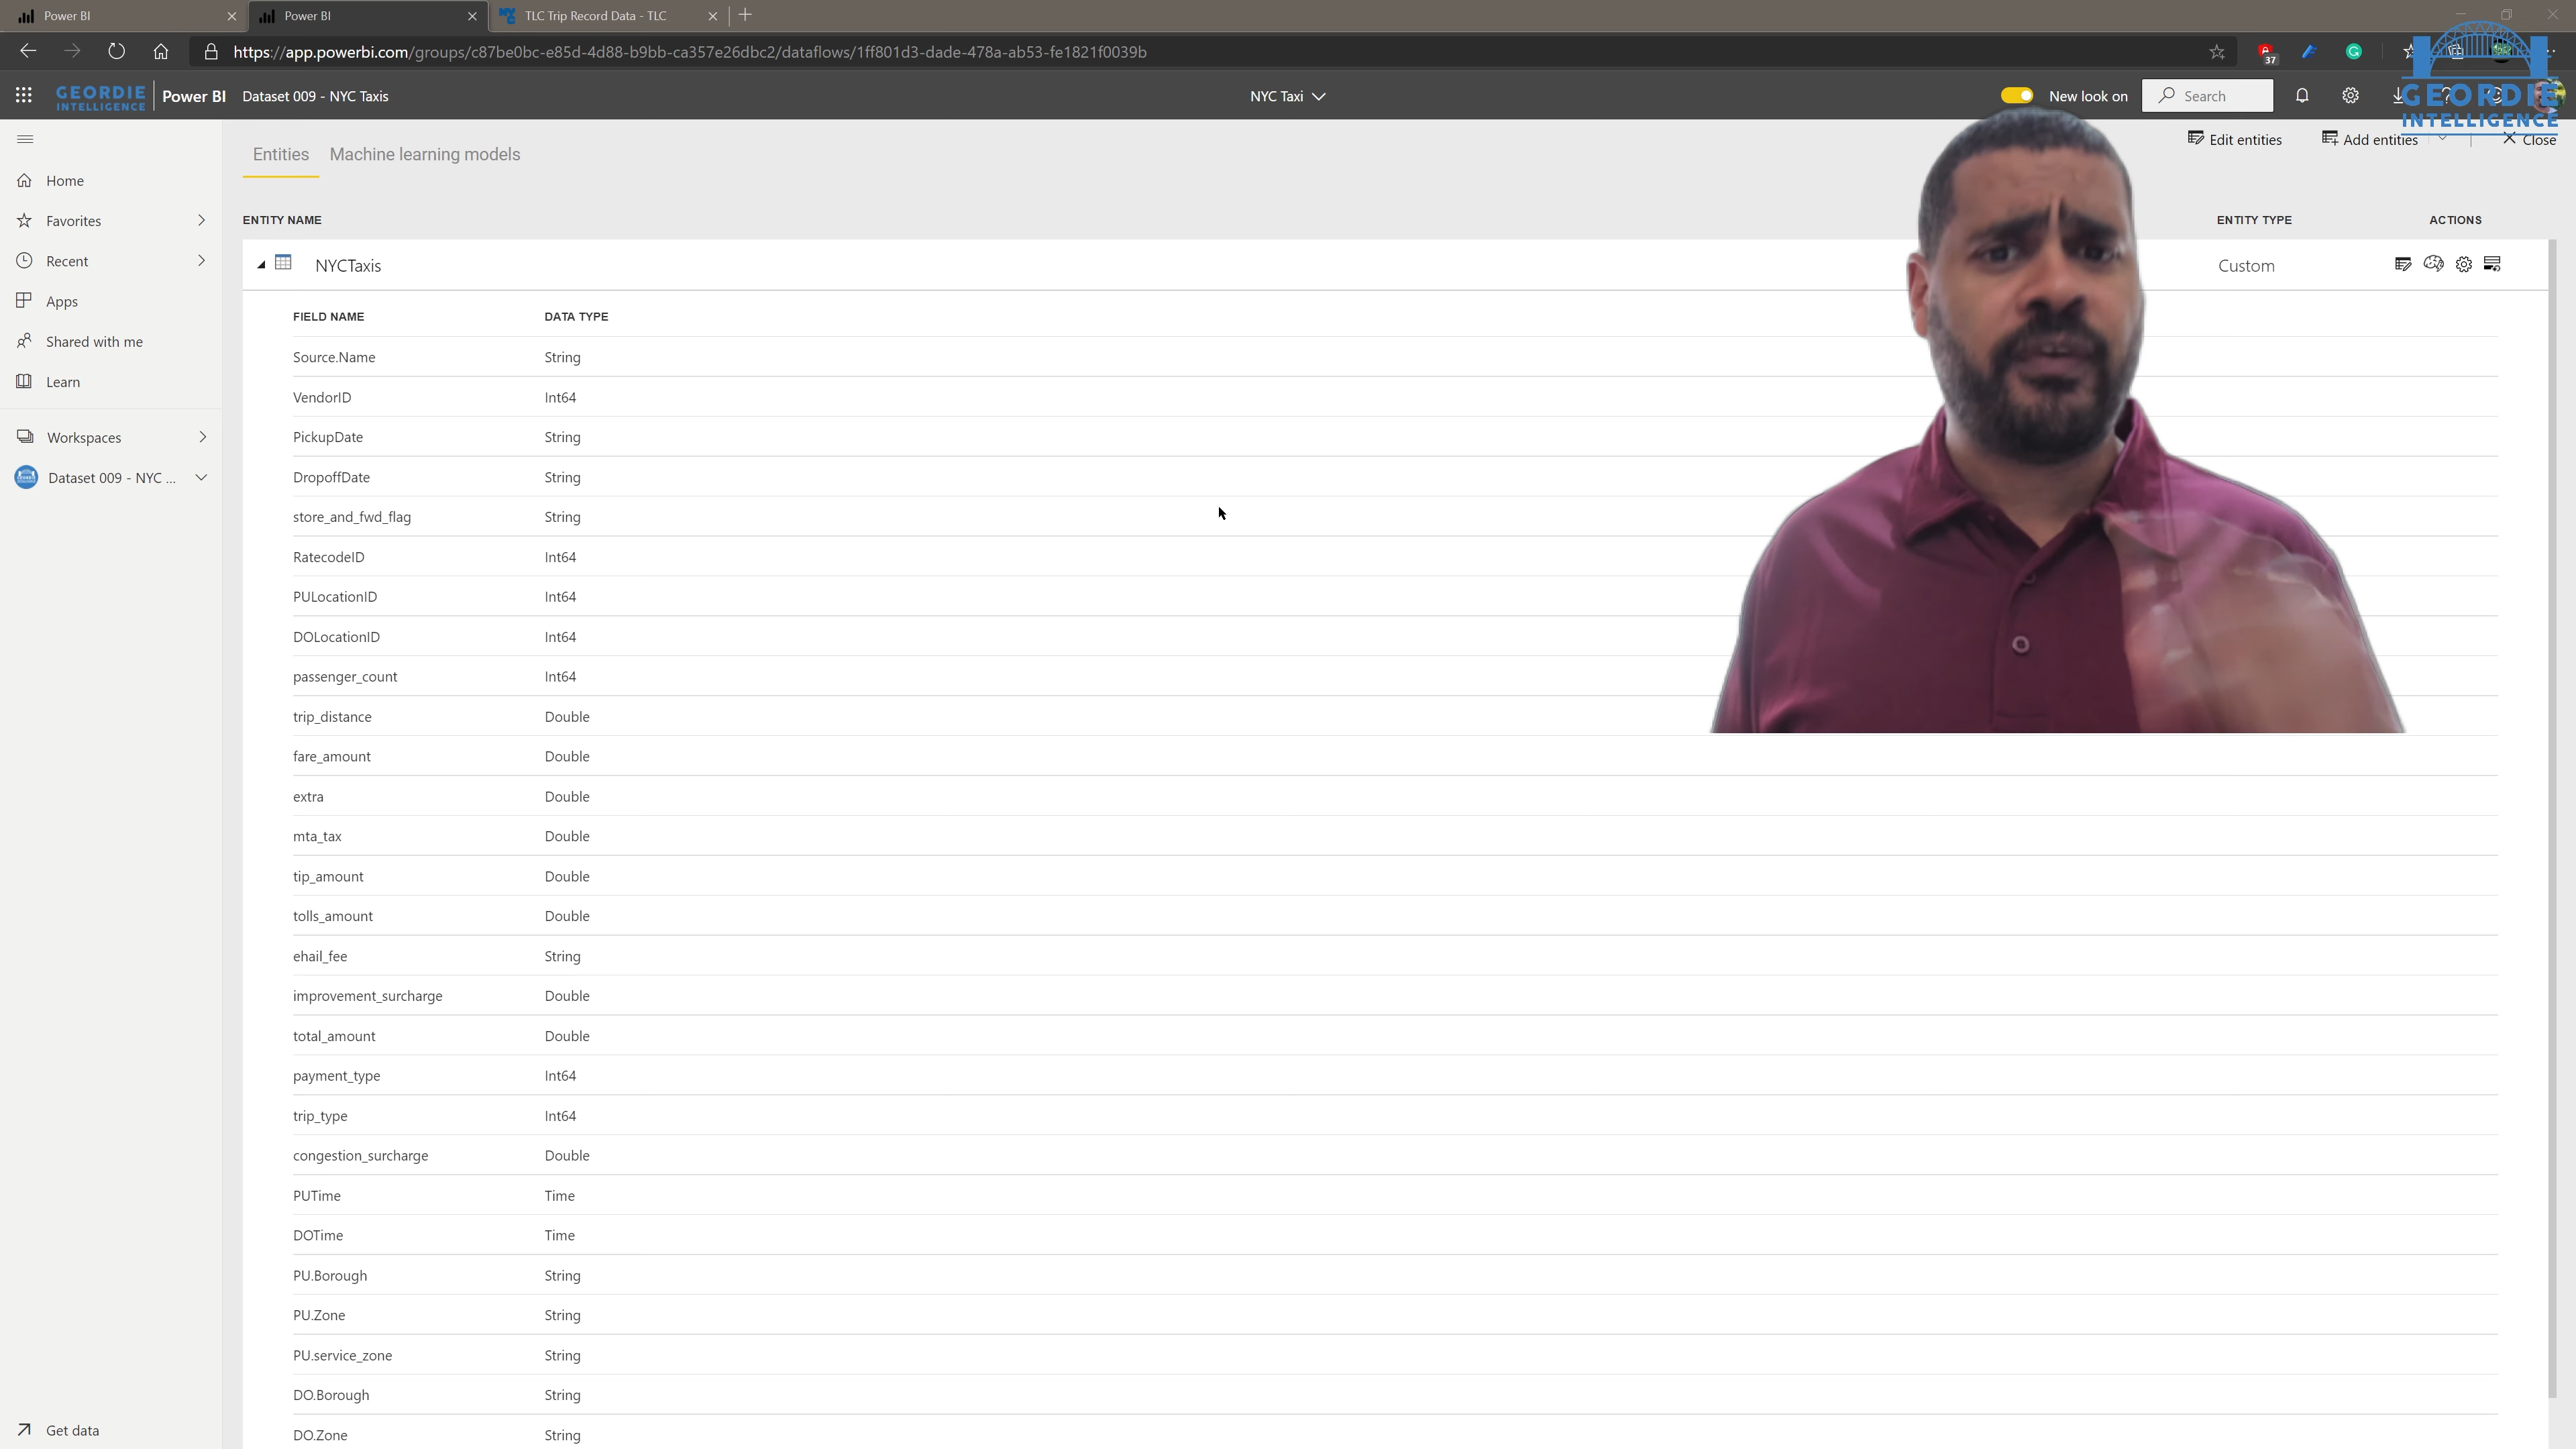 Power BI
Power BI
TLC Trip Record Data - TLC
https://app.powerbi.com/groups/c87be0bc-e85d-4d88-b9bb-ca357e26dbc2/dataflows/1ff801d3-dade-478a-ab53-fe1821f0039b
37
GEORDIE INTELLIGENCE
Power BI
Dataset 009 - NYC Taxis
NYC Taxi
New look on
Search
GEORDIE
INTELLIGENCE
Home
Favorites
Recent
Apps
Shared with me
Learn
Workspaces
Dataset 009 - NYC ...
Get data
Entities
Machine learning models
Edit entities
Add entities
Close
ENTITY NAME
ENTITY TYPE
ACTIONS
NYCTaxis
Custom
FIELD NAME DATA TYPE
Source.Name String
VendorID Int64
PickupDate String
DropoffDate String
store_and_fwd_flag String
RatecodeID Int64
PULocationID Int64
DOLocationID Int64
passenger_count Int64
trip_distance Double
fare_amount Double
extra Double
mta_tax Double
tip_amount Double
tolls_amount Double
ehail_fee String
improvement_surcharge Double
total_amount Double
payment_type Int64
trip_type Int64
congestion_surcharge Double
PUTime Time
DOTime Time
PU.Borough String
PU.Zone String
PU.service_zone String
DO.Borough String
DO.Zone String